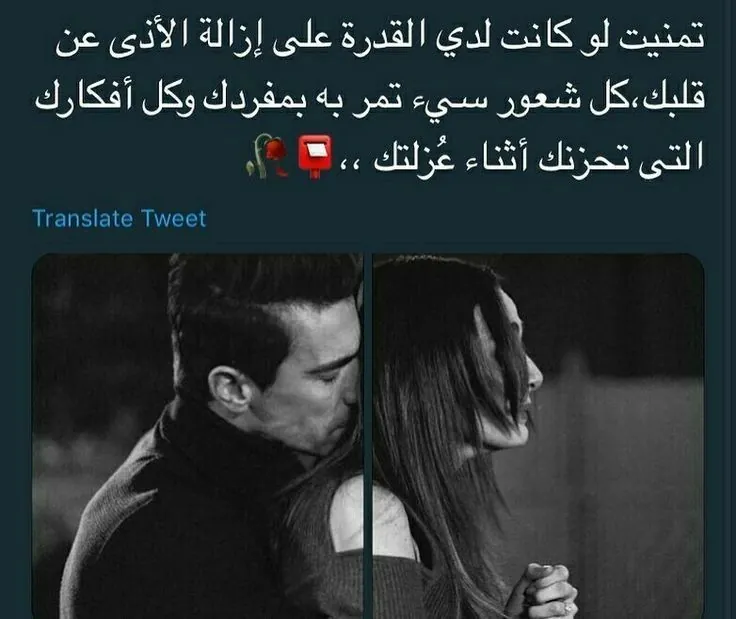 تمنيت لو كانت لدي القدرة على إزالة الأذى عن
قلبك،كل شعور سيء تمر به بمفردك وكل أفكارك
التى تحزنك أثناء عُزلتك ،،📮🥀
Translate Tweet